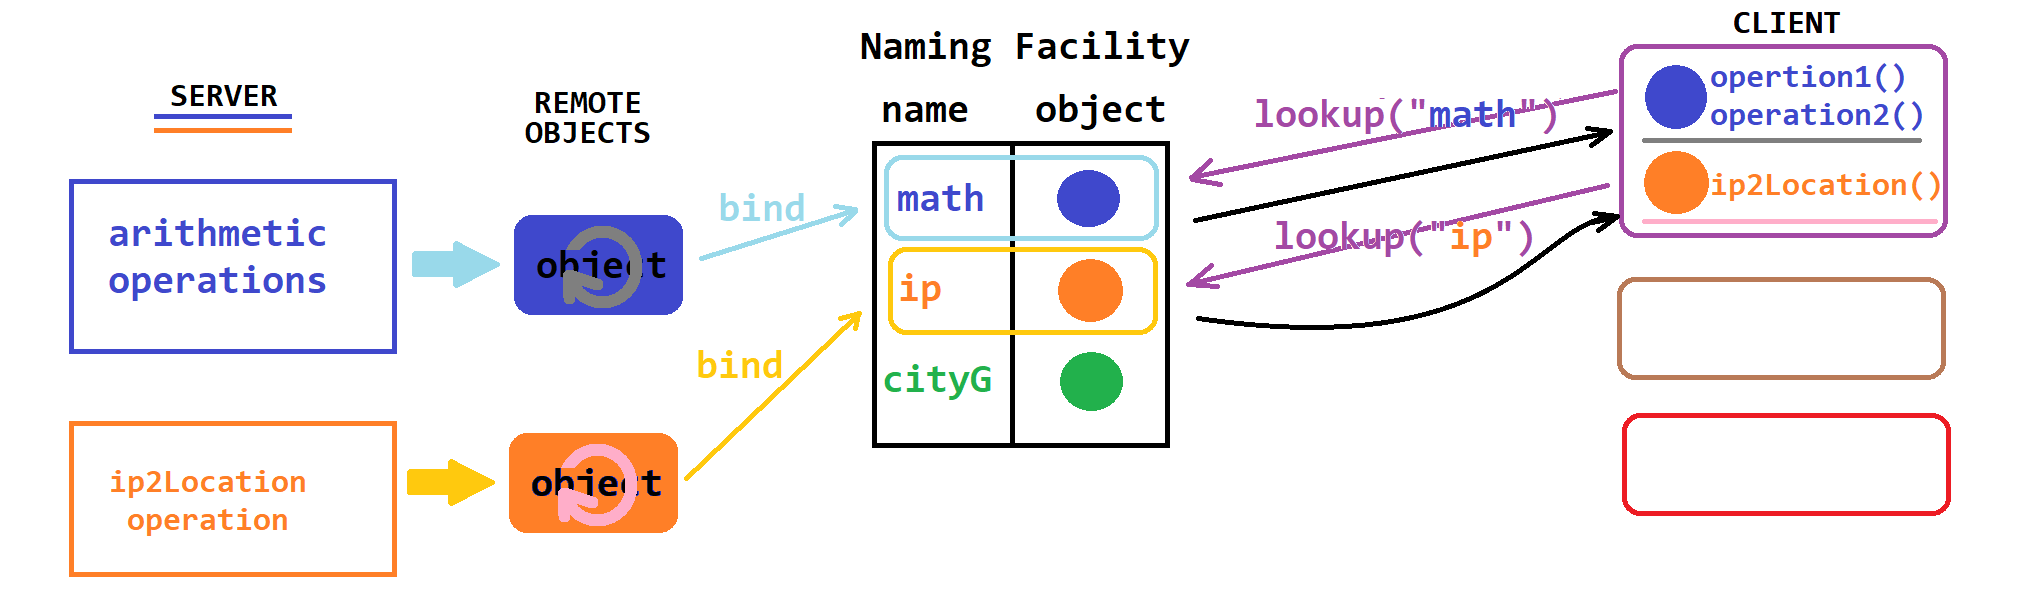 SERVER
arithmetic
operations
ip2Location
operation
REMOTE
OBJECTS
object
object
bind
bind
Naming Facility
name object
math
ip
cityG
lookup("math")
lookup("ip")
CLIENT
opertion1()
operation2()
ip2Location()